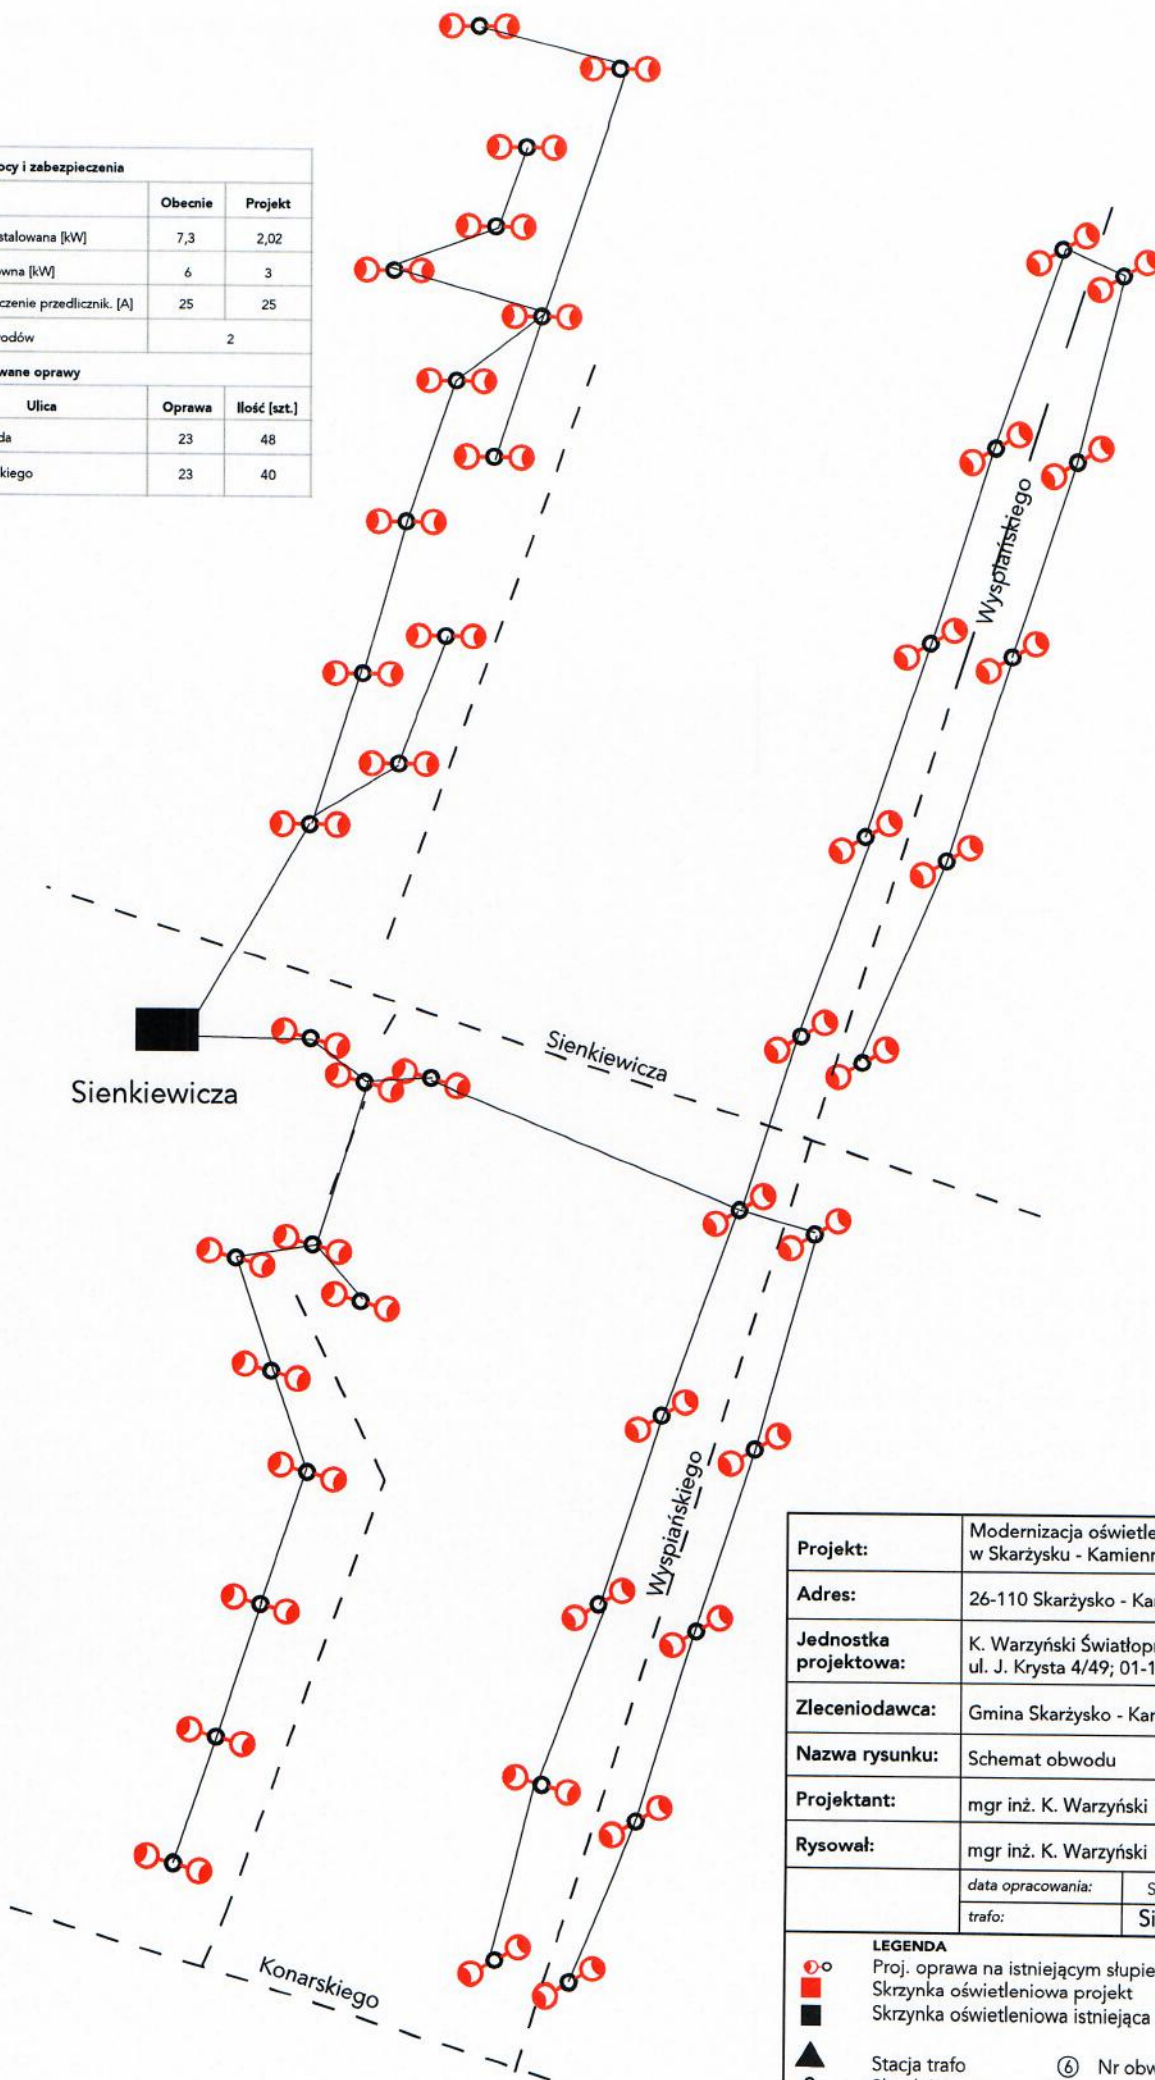 ocy i zabezpieczenia
Obecnie Projekt
stalowana [kW] 7,3 2,02
owna [kW] 6 3
czenie przedlicznik. [A] 25 25
wodów 2
wane oprawy
Ulica Oprawa Ilość [szt.]
da 23 48
kiego 23 40
Wyspiańskiego
Sienkiewicza
Sienkiewicza
Wyspiańskiego
Konarskiego
Projekt: Modernizacja oświetle
w Skarżysku - Kamienn
Adres: 26-110 Skarżysko - Kar
Jednostka projektowa: K. Warzyński Światłopr
ul. J. Krysta 4/49; 01-1
Zleceniodawca: Gmina Skarżysko - Kar
Nazwa rysunku: Schemat obwodu
Projektant: mgr inż. K. Warzyński
Rysował: mgr inż. K. Warzyński
data opracowania: S
trafo: Si
LEGENDA
Proj. oprawa na istniejącym słupie
Skrzynka oświetleniowa projekt
Skrzynka oświetleniowa istniejąca
Stacja trafo 6 Nr obw